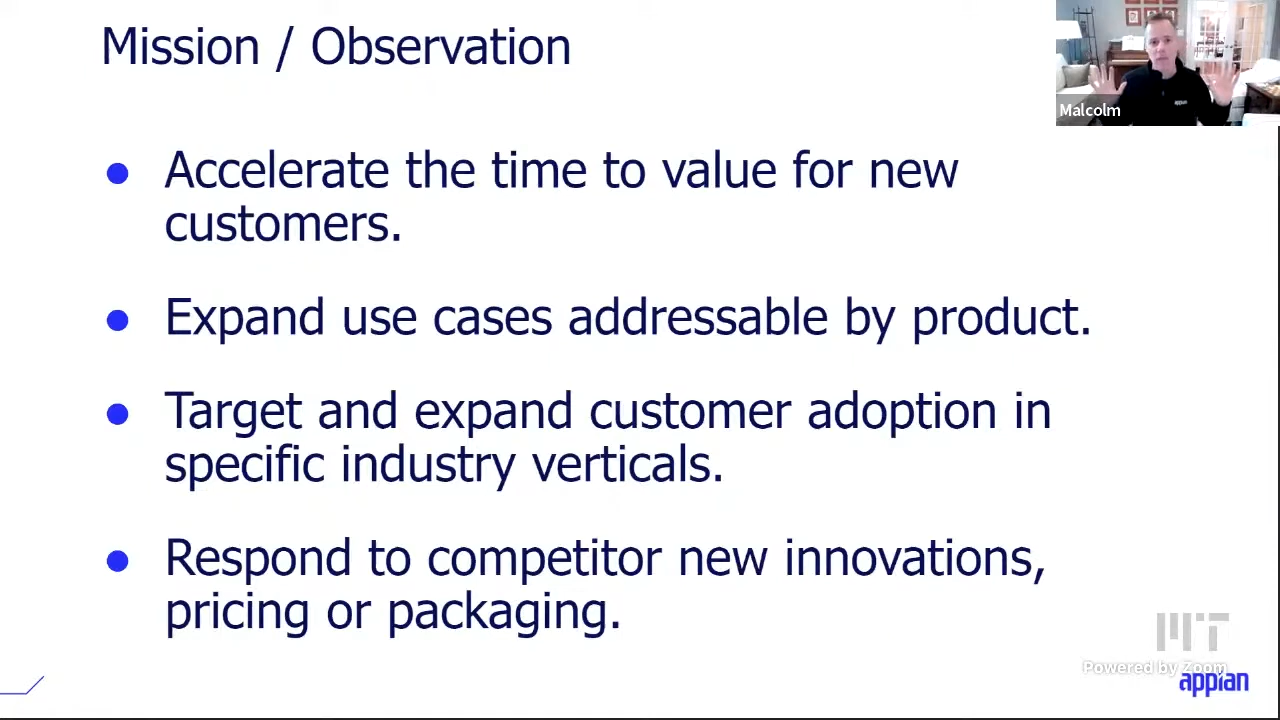 Mission / Observation
Malcolm
Accelerate the time to value for new
customers.
Expand use cases addressable by product.
Target and expand customer adoption in
specific industry verticals.
Respond to competitor new innovations,
pricing or packaging.
MIT
Powered by Zoom
appian